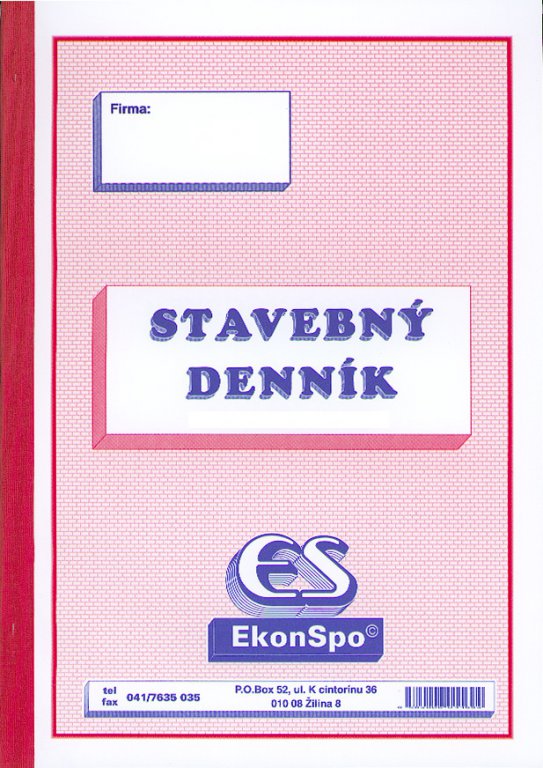 Firma:
STAVEBNÝ
DENNÍK
ES
EkonSpo©
tel
fax
041/7635 035
P.O.Box 52, ul. K cintorínu 36
010 08 Žilina 8